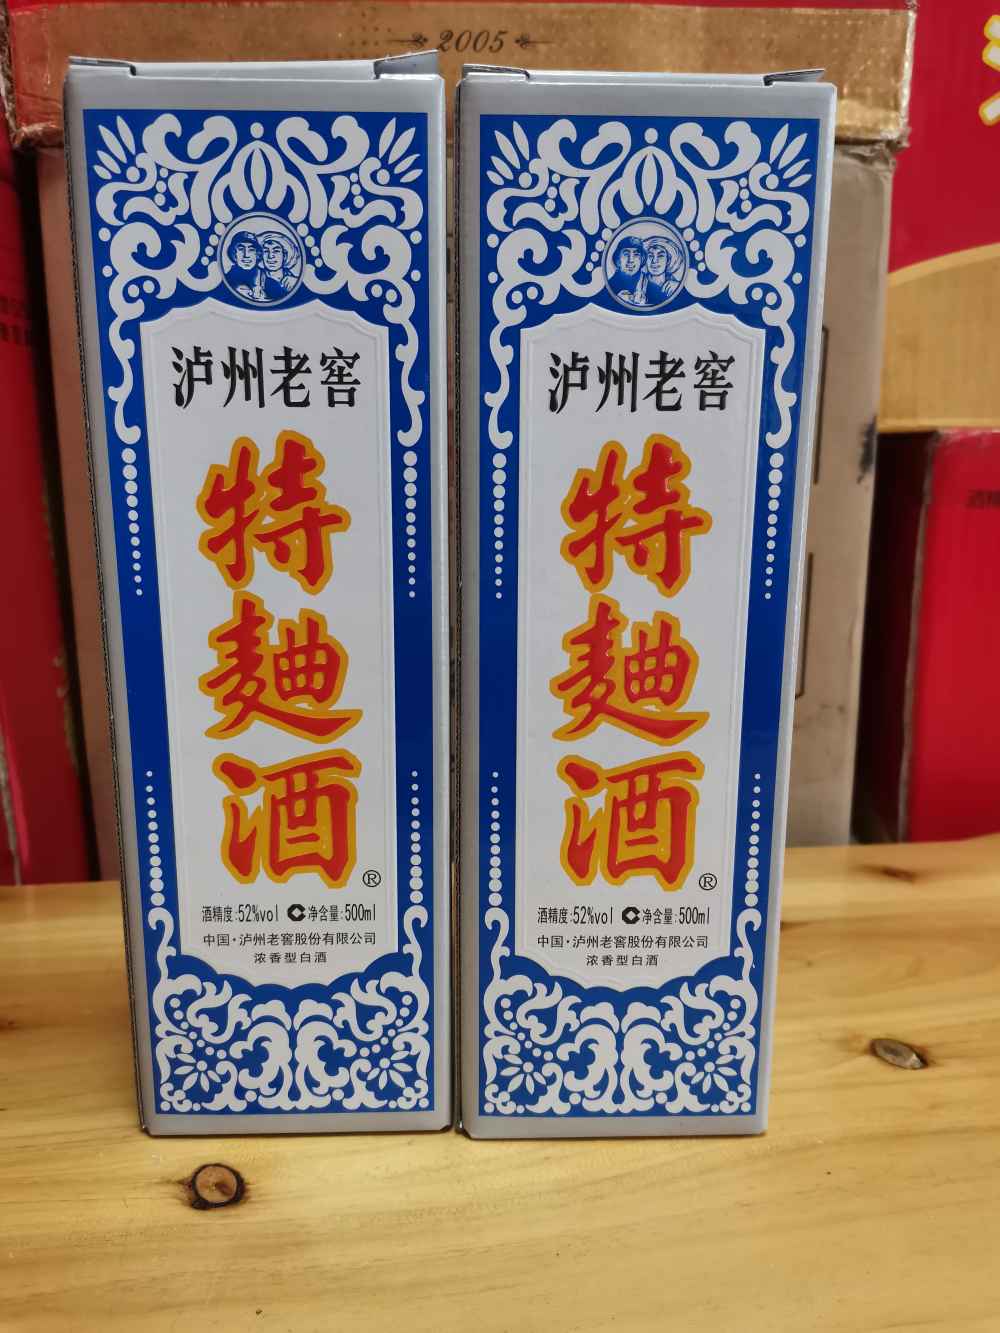 2005
泸州老窖
特麯酒
®
酒精度:52%vol C净含量:500ml
中国·泸州老窖股份有限公司
浓香型白酒
泸州老窖
特麯酒
®
酒精度:52%vol C净含量:500ml
中国·泸州老窖股份有限公司
浓香型白酒